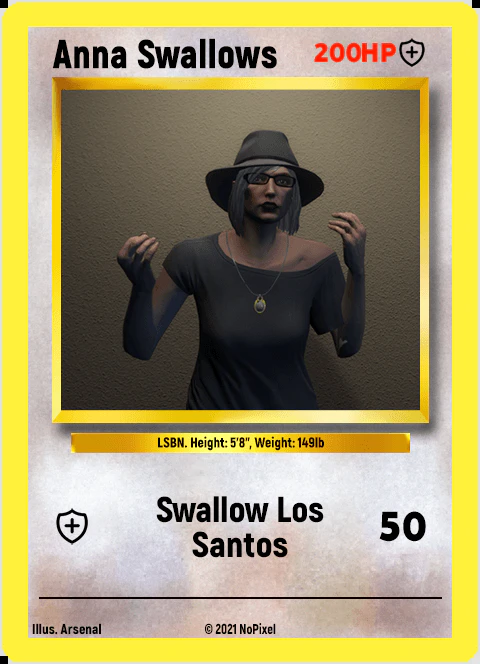 Anna Swallows
200HP
LSBN. Height: 5'8", Weight: 149lb
Swallow Los
Santos
50
Illus. Arsenal
© 2021 NoPixel